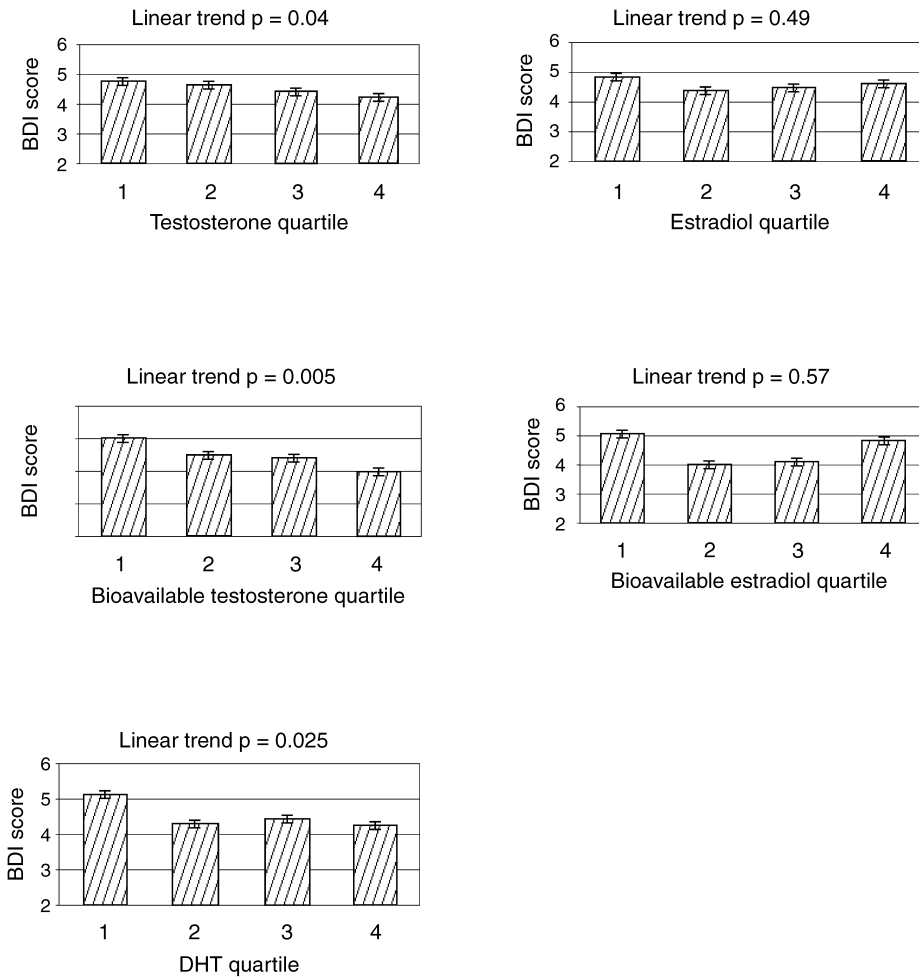 Linear trend p = 0.04
6
5
4
3
2
BDI score
1 2 3 4
Testosterone quartile
Linear trend p = 0.49
6
5
4
3
2
BDI score
1 2 3 4
Estradiol quartile
Linear trend p = 0.005
BDI score
1 2 3 4
Bioavailable testosterone quartile
Linear trend p = 0.57
6
5
4
3
2
BDI score
1 2 3 4
Bioavailable estradiol quartile
Linear trend p = 0.025
6
5
4
3
2
BDI score
1 2 3 4
DHT quartile